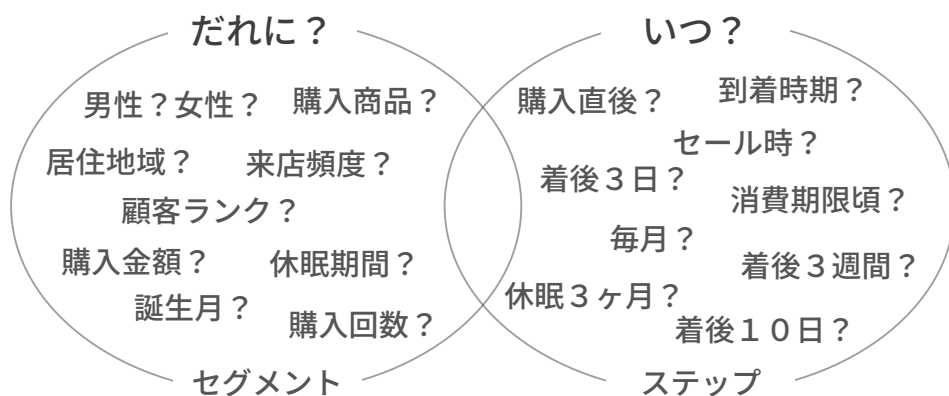 だれに？
男性？女性？
購入商品？
居住地域？
来店頻度？
顧客ランク？
購入金額？
休眠期間？
誕生月？
購入回数？
セグメント
いつ？
購入直後？
到着時期？
セール時？
着後３日？
消費期限頃？
毎月？
着後３週間？
休眠３ヶ月？
着後１０日？
ステップ